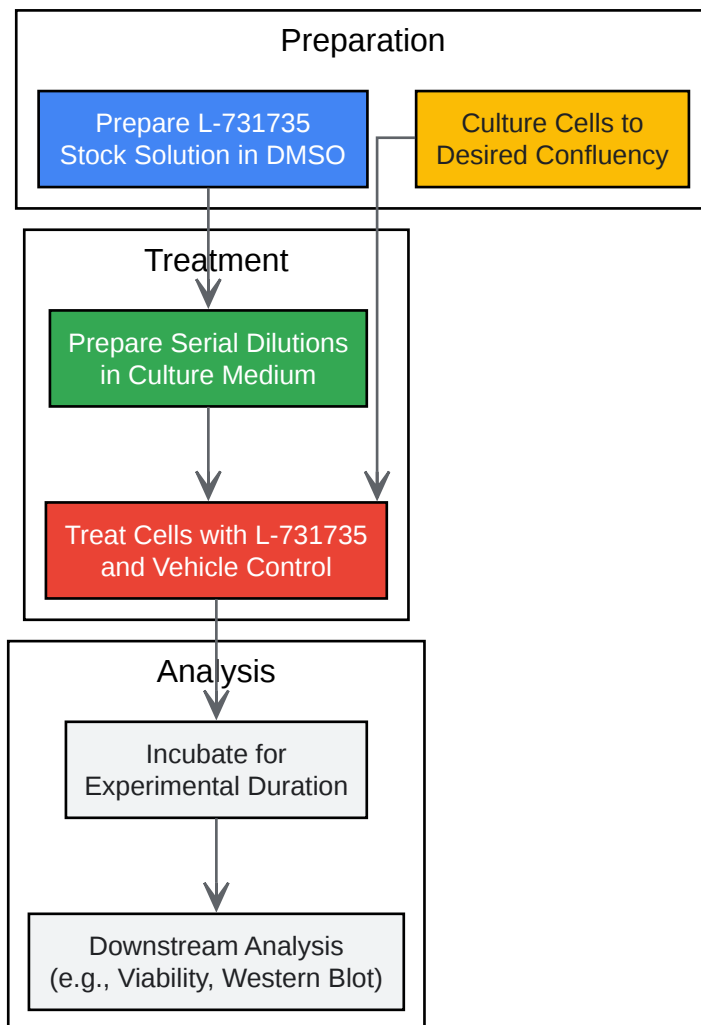 Preparation
Prepare L-731735
Stock Solution in DMSO
Culture Cells to
Desired Confluency
Treatment
Prepare Serial Dilutions
in Culture Medium
Treat Cells with L-731735
and Vehicle Control
Analysis
Incubate for
Experimental Duration
Downstream Analysis
(e.g., Viability, Western Blot)